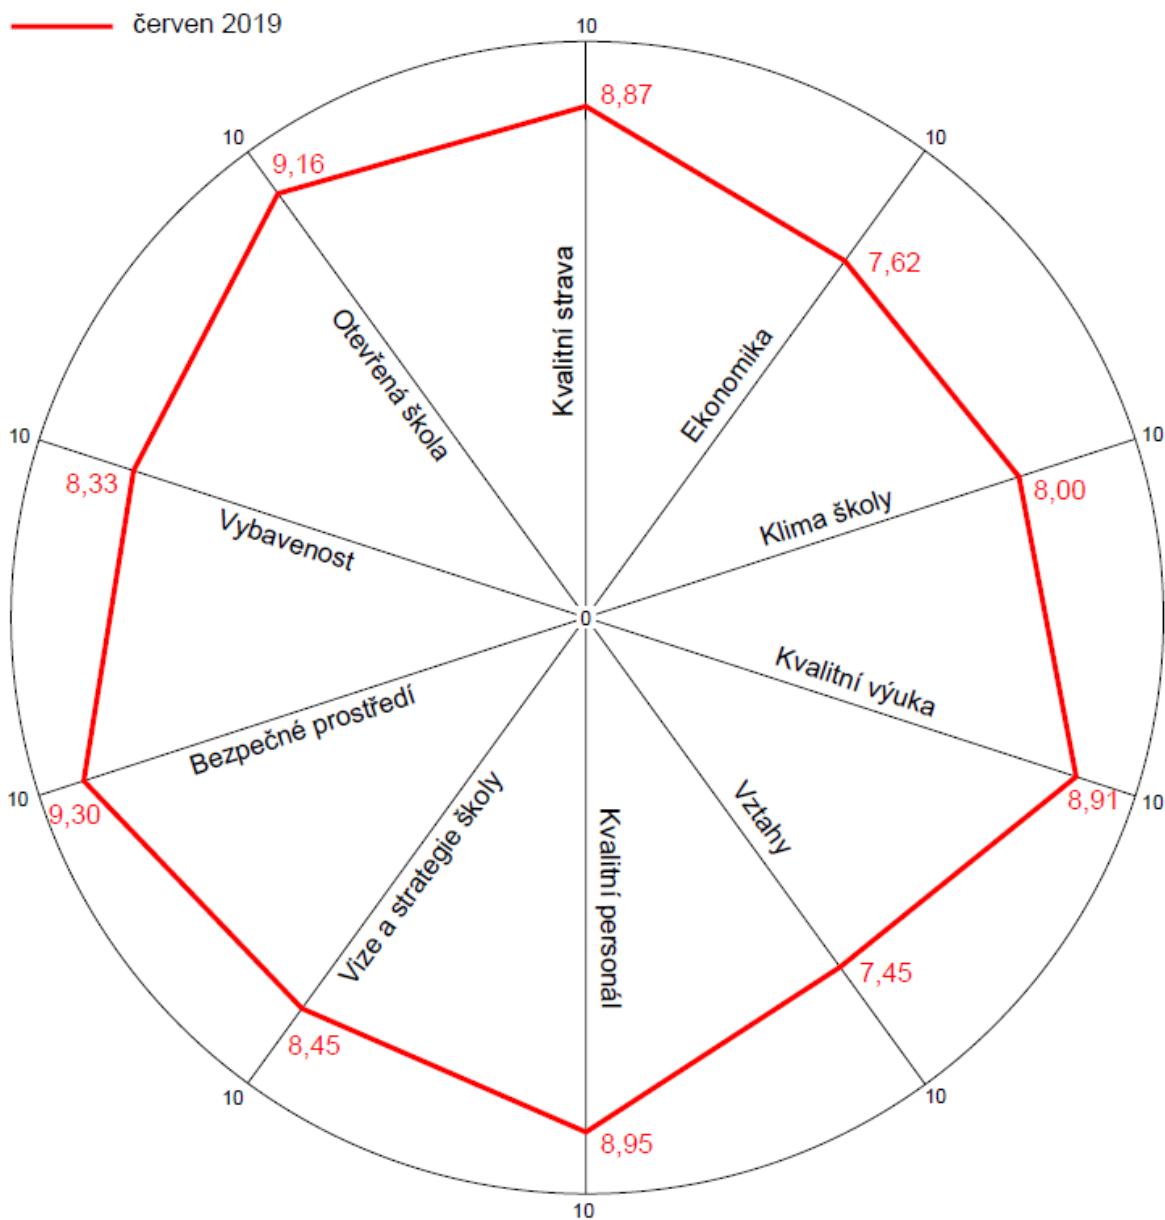 červen 2019
10
8,87
10
10
9,16
7,62
Kvalitní strava
Otevřená škola
Ekonomika
10
10
8,33
8,00
Klima školy
Vybavenost
0
Kvalitní výuka
Bezpečné prostředí
10
9,30
8,91
10
Vztahy
Vize a strategie školy
Kvalitní personál
7,45
8,45
10
10
8,95
10